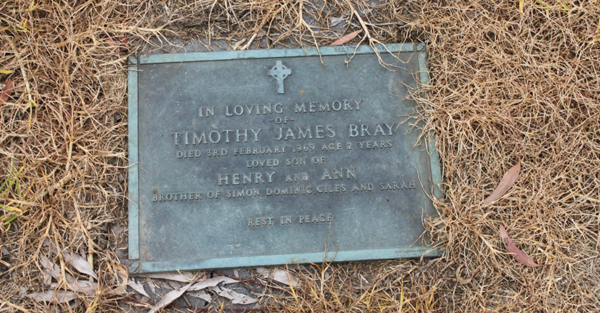 IN LOVING MEMORY
-OF-
TIMOTHY JAMES BRAY
DIED 3RD FEBRUARY 1969 AGE 2 YEARS
LOVED SON OF
HENRY AND ANN
BROTHER OF SIMON DOMINIC GILES AND SARAH
REST IN PEACE